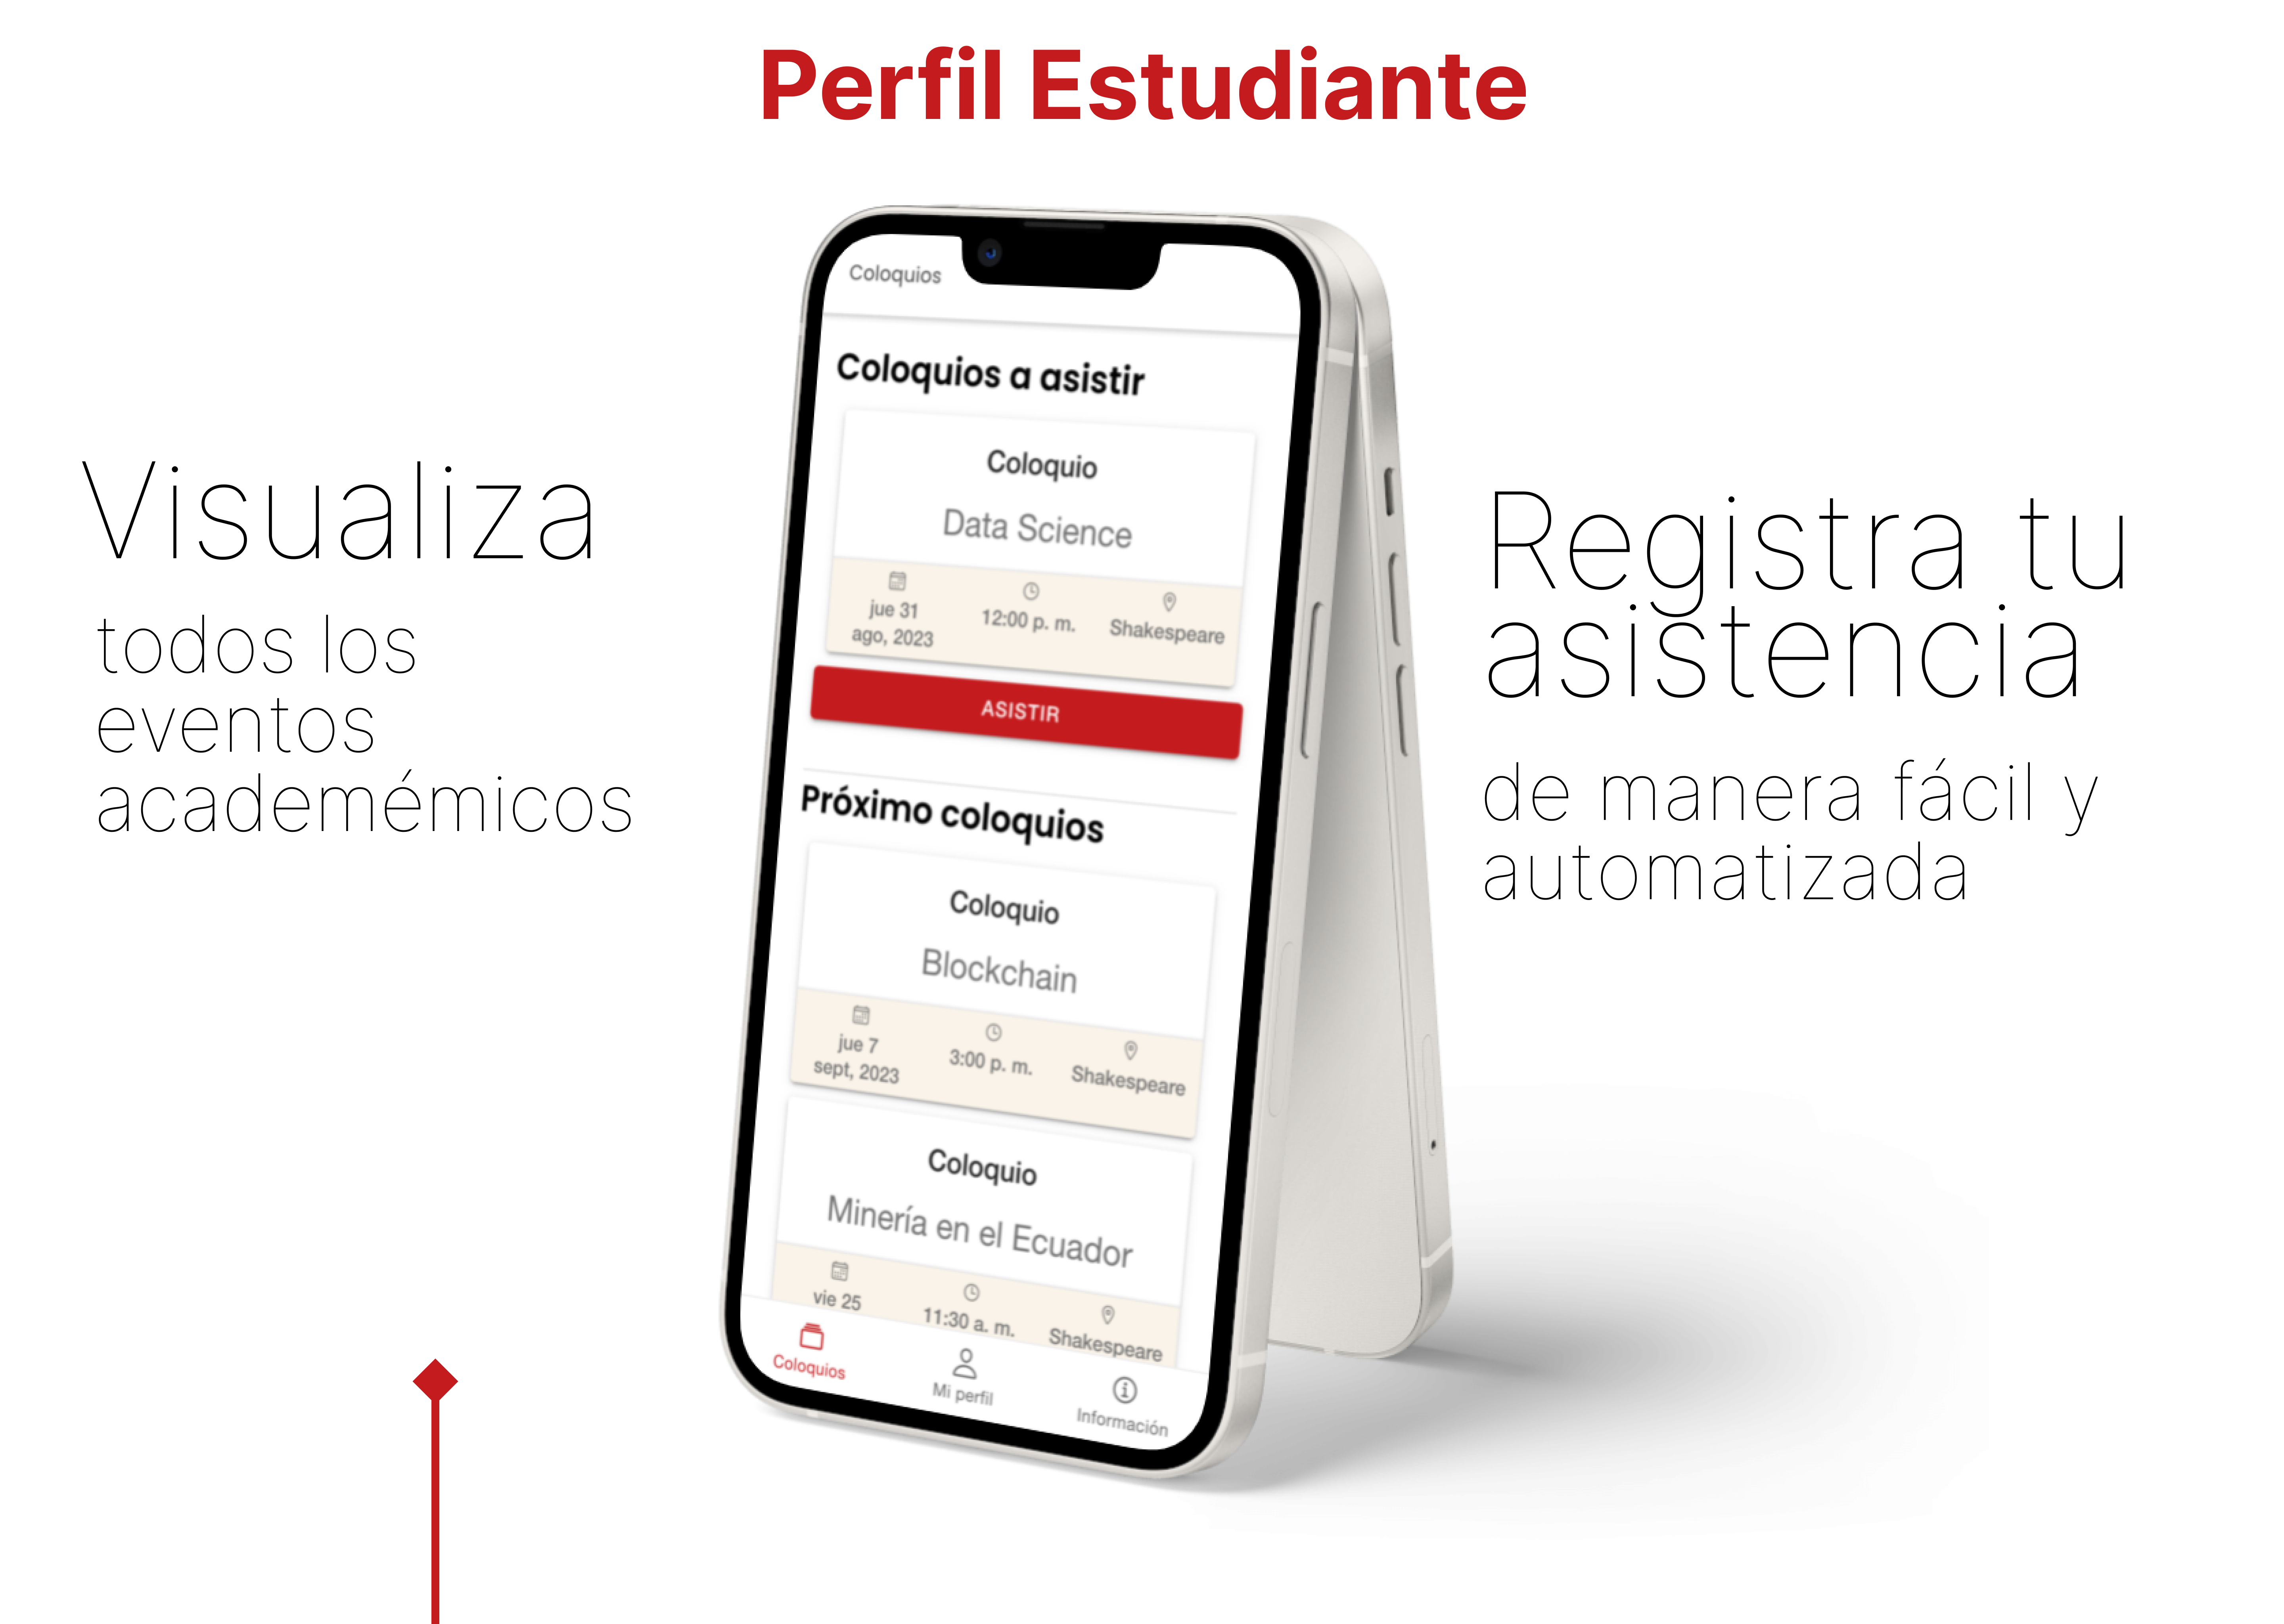 Perfil Estudiante
Visualiza
todos los
eventos
academémicos
Coloquios
Coloquios a asistir
Coloquio
Data Science
jue 31
ago, 2023
12:00 p. m.
Shakespeare
ASISTIR
Próximo coloquios
Coloquio
Blockchain
jue 7
sept, 2023
3:00 p. m.
Shakespeare
Coloquio
Minería en el Ecuador
vie 25
11:30 a. m.
Shakespeare
Coloquios
Mi perfil
Información
Registra tu
asistencia
de manera fácil y
automatizada